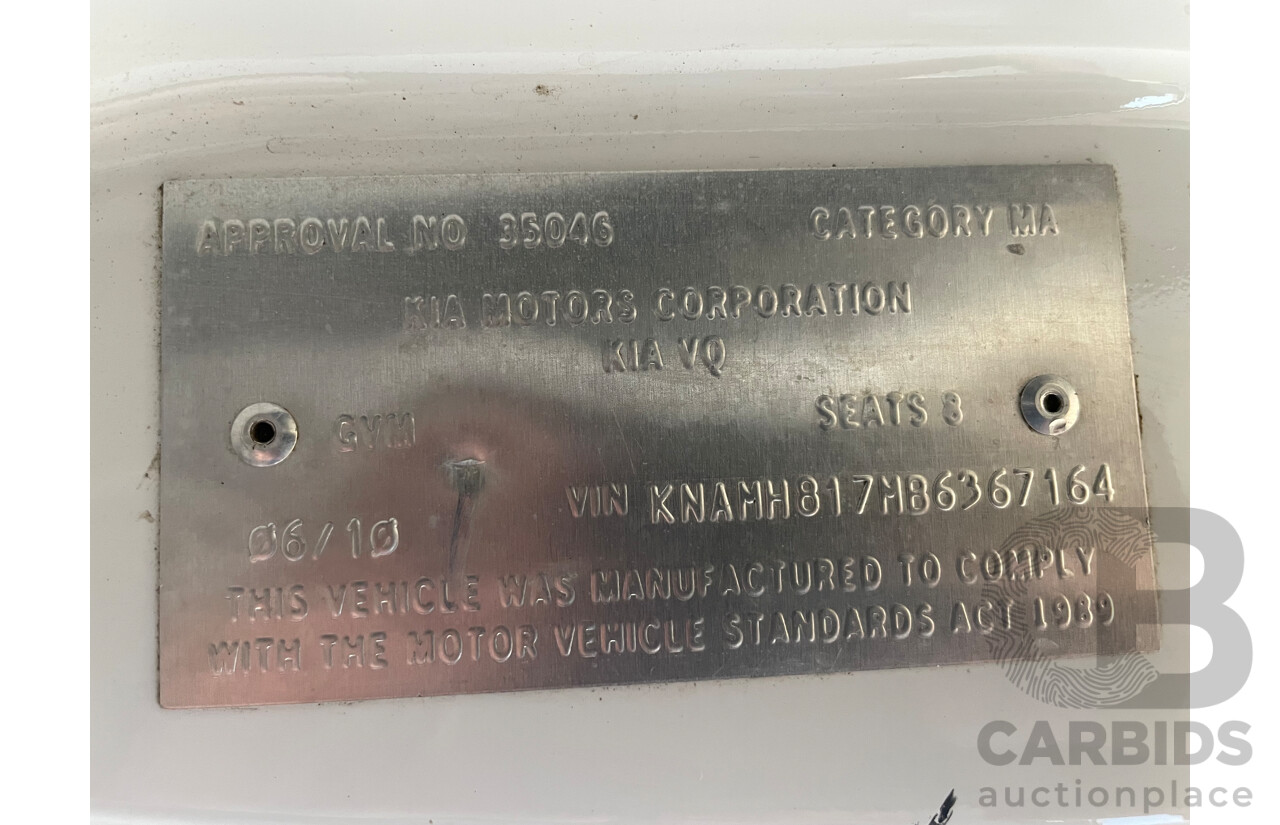 APPROVAL NO 35046 CATEGORY MA
KIA MOTORS CORPORATION
KIA VQ
GVM SEATS 8
VIN KNAMH817MB6367164
Ø6/1Ø
THIS VEHICLE WAS MANUFACTURED TO COMPLY
WITH THE MOTOR VEHICLE STANDARDS ACT 1989
B
CARBIDS
auctionplace